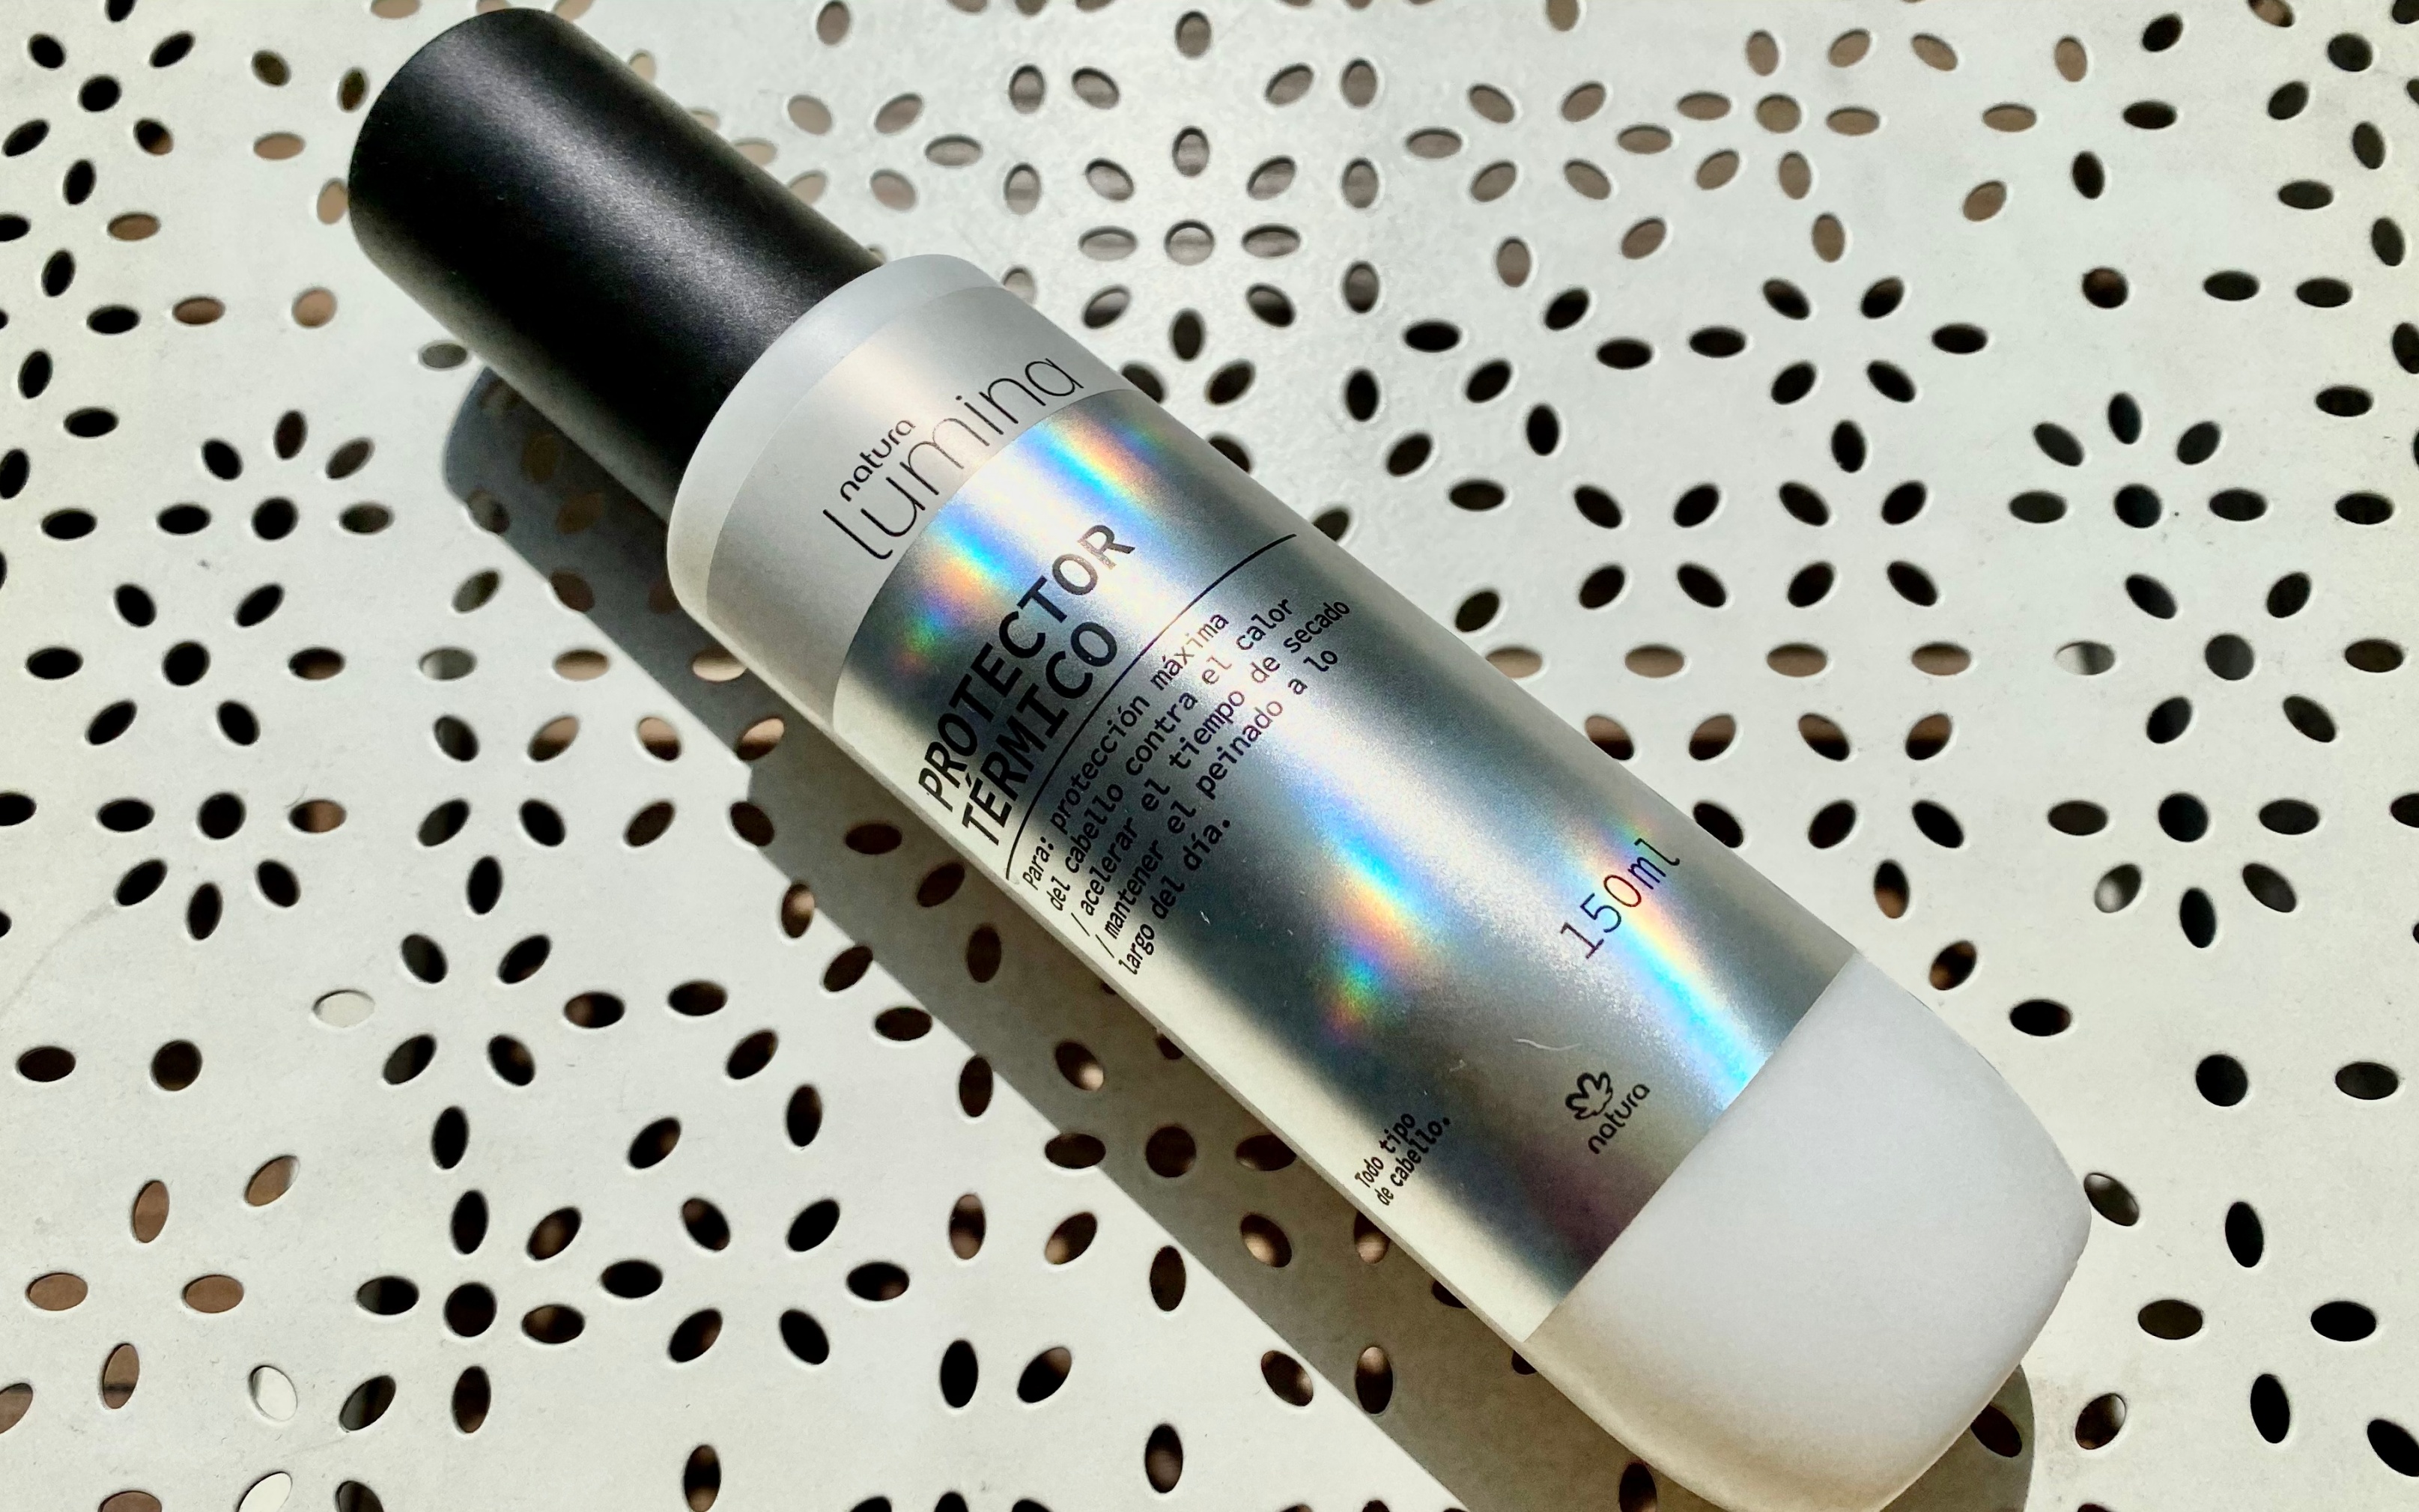 natura
lumina
PROTECTOR
TÉRMICO
Para: protección máxima
del cabello contra el calor
/ acelerar el tiempo de secado
// mantener el peinado a lo
largo del día.
150ml
Todo tipo
de cabello.
natura